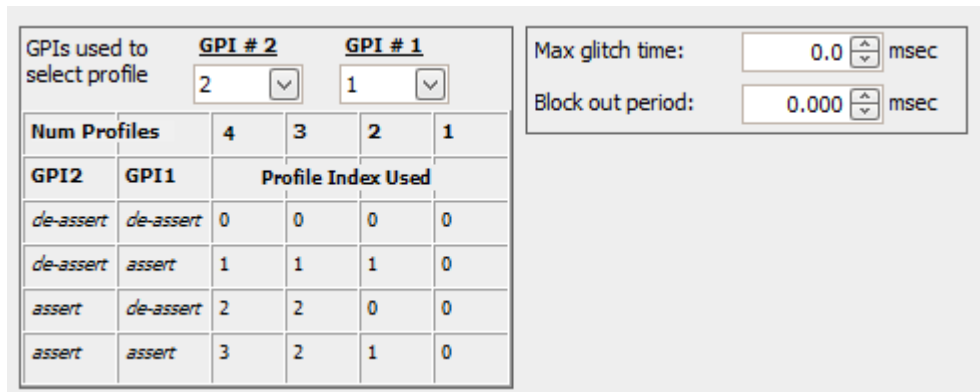 GPIs used to select profile
GPI # 2
GPI # 1
2
1
Num Profiles 4 3 2 1
GPI2 GPI1 Profile Index Used
de-assert de-assert 0 0 0 0
de-assert assert 1 1 1 0
assert de-assert 2 2 0 0
assert assert 3 2 1 0
Max glitch time: 0.0 msec
Block out period: 0.000 msec